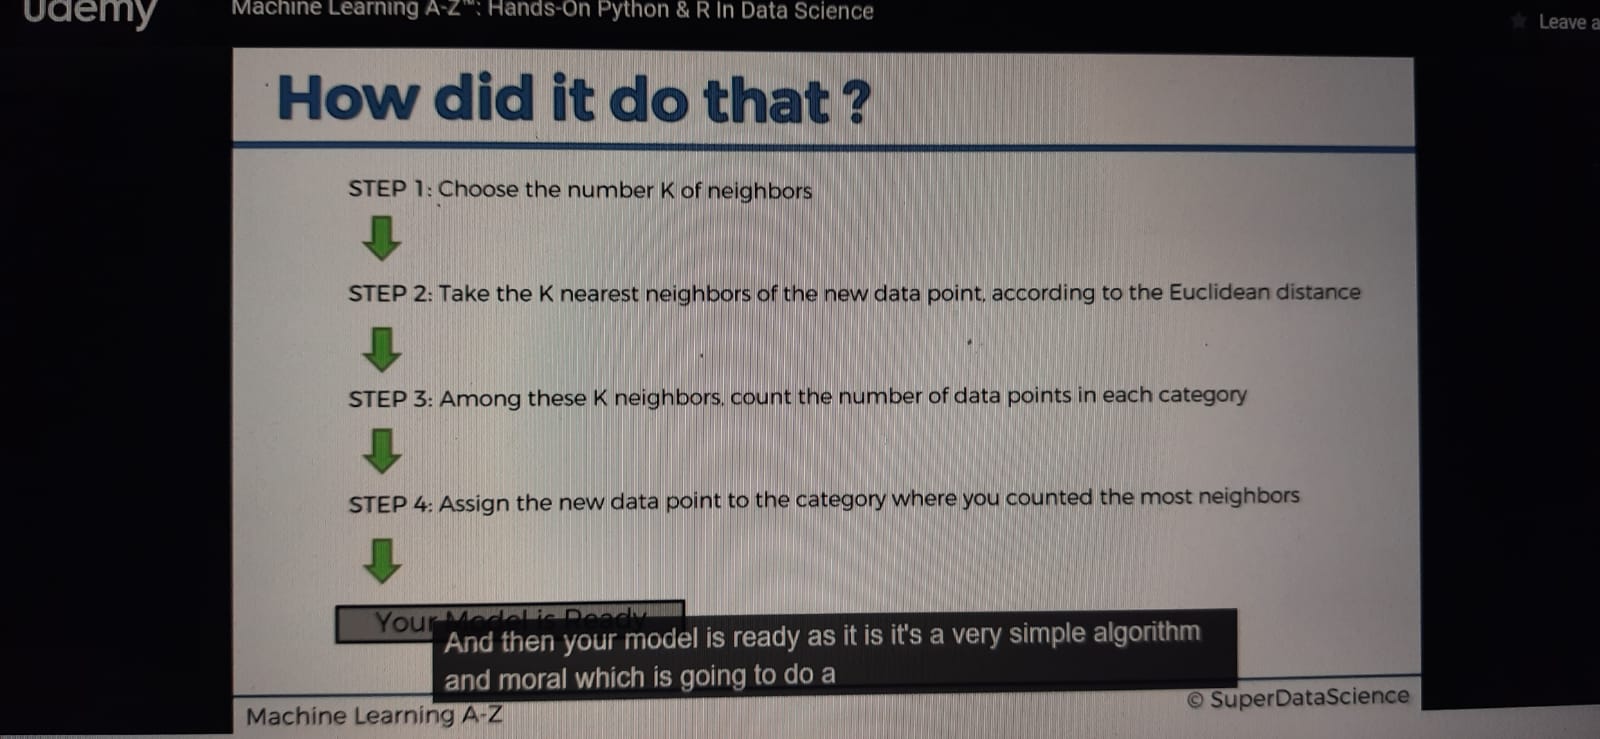 udemy
Machine Learning A-Z™: Hands-On Python & R In Data Science
Leave a
How did it do that ?
STEP 1: Choose the number K of neighbors
STEP 2: Take the K nearest neighbors of the new data point, according to the Euclidean distance
STEP 3: Among these K neighbors, count the number of data points in each category
STEP 4: Assign the new data point to the category where you counted the most neighbors
Your Model is Ready
And then your model is ready as it is it's a very simple algorithm
and moral which is going to do a
© SuperDataScience
Machine Learning A-Z